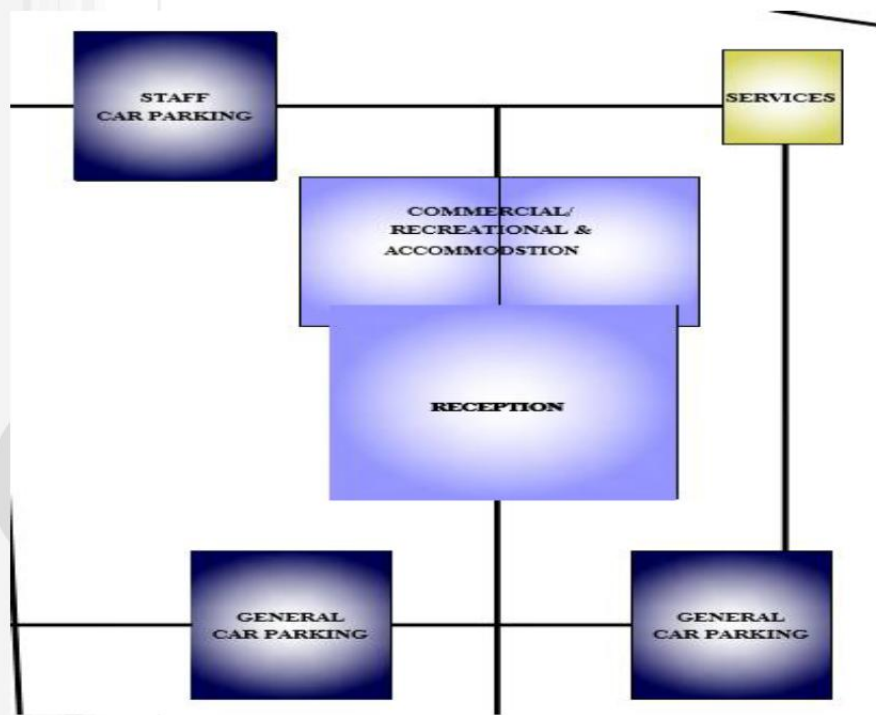 STAFF
CAR PARKING
SERVICES
COMMERCIAL/
RECREATIONAL &
ACCOMMODSTION
RECEPTION
GENERAL
CAR PARKING
GENERAL
CAR PARKING